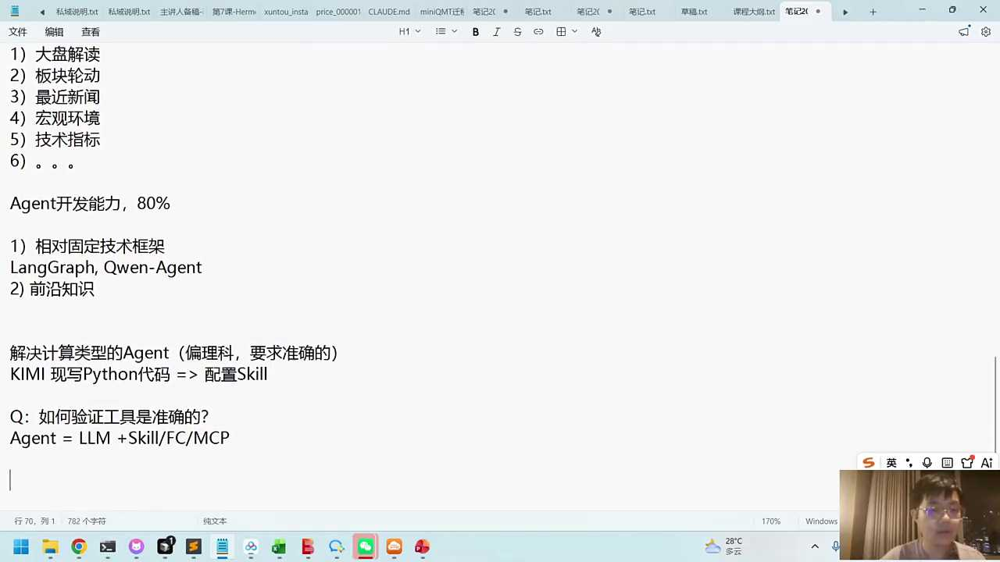 私域说明.txt
私域说明.txt
主讲人备稿-
第7课-Herm
xuntou_insta
price_000001
CLAUDE.md
miniQMT迁移
笔记20
笔记.txt
笔记20
笔记.txt
草稿.txt
课程大纲.txt
笔记20
文件 编辑 查看
H1
1）大盘解读
2）板块轮动
3）最近新闻
4）宏观环境
5）技术指标
6）。。。
Agent开发能力，80%
1）相对固定技术框架
LangGraph, Qwen-Agent
2) 前沿知识
解决计算类型的Agent（偏理科，要求准确的）
KIMI 现写Python代码 => 配置Skill
Q：如何验证工具是准确的？
Agent = LLM +Skill/FC/MCP
英
行 70，列 1 782 个字符 纯文本 170% Windows
28°C
多云